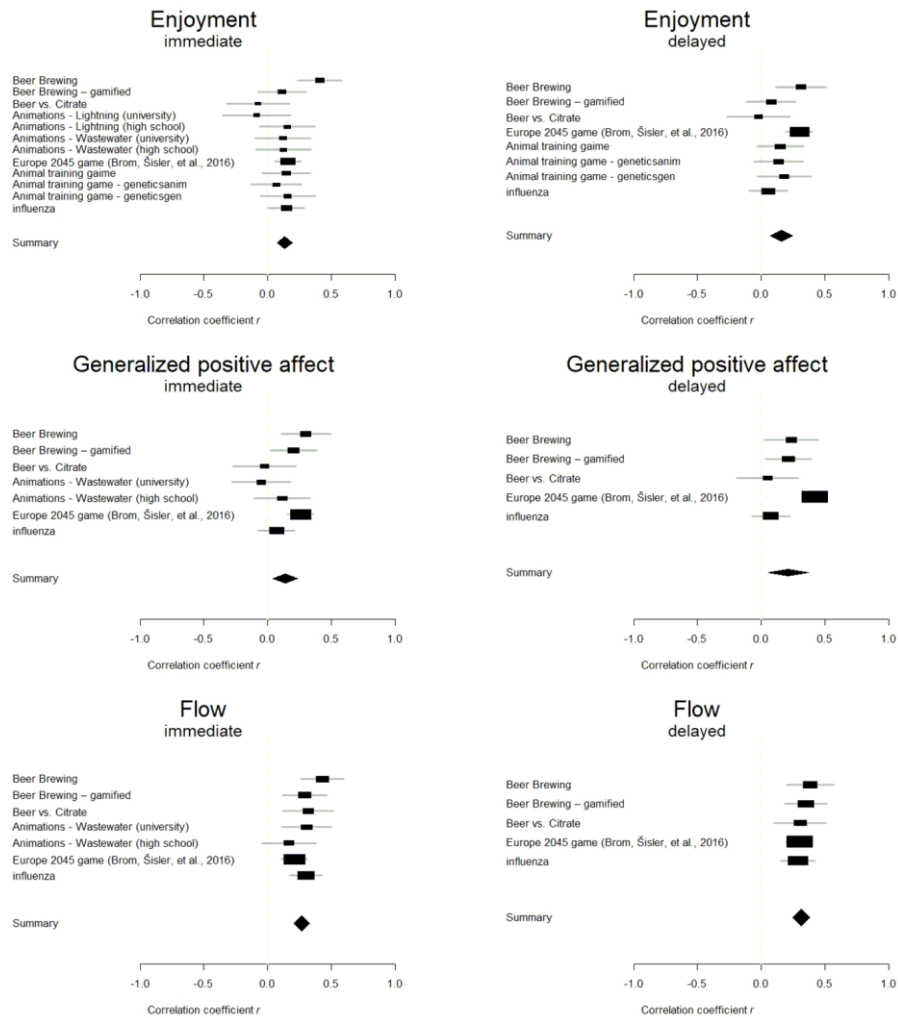 Enjoyment
immediate
Beer Brewing
Beer Brewing – gamified
Beer vs. Citrate
Animations - Lightning (university)
Animations - Lightning (high school)
Animations - Wastewater (university)
Animations - Wastewater (high school)
Europe 2045 game (Brom, Šisler, et al., 2016)
Animal training gaime
Animal training game - geneticsanim
Animal training game - geneticsgen
influenza
Summary
-1.0 -0.5 0.0 0.5 1.0
Correlation coefficient r
Enjoyment
delayed
Beer Brewing
Beer Brewing – gamified
Beer vs. Citrate
Europe 2045 game (Brom, Šisler, et al., 2016)
Animal training gaime
Animal training game - geneticsanim
Animal training game - geneticsgen
influenza
Summary
-1.0 -0.5 0.0 0.5 1.0
Correlation coefficient r
Generalized positive affect
immediate
Beer Brewing
Beer Brewing – gamified
Beer vs. Citrate
Animations - Wastewater (university)
Animations - Wastewater (high school)
Europe 2045 game (Brom, Šisler, et al., 2016)
influenza
Summary
-1.0 -0.5 0.0 0.5 1.0
Correlation coefficient r
Generalized positive affect
delayed
Beer Brewing
Beer Brewing – gamified
Beer vs. Citrate
Europe 2045 game (Brom, Šisler, et al., 2016)
influenza
Summary
-1.0 -0.5 0.0 0.5 1.0
Correlation coefficient r
Flow
immediate
Beer Brewing
Beer Brewing – gamified
Beer vs. Citrate
Animations - Wastewater (university)
Animations - Wastewater (high school)
Europe 2045 game (Brom, Šisler, et al., 2016)
influenza
Summary
-1.0 -0.5 0.0 0.5 1.0
Correlation coefficient r
Flow
delayed
Beer Brewing
Beer Brewing – gamified
Beer vs. Citrate
Europe 2045 game (Brom, Šisler, et al., 2016)
influenza
Summary
-1.0 -0.5 0.0 0.5 1.0
Correlation coefficient r